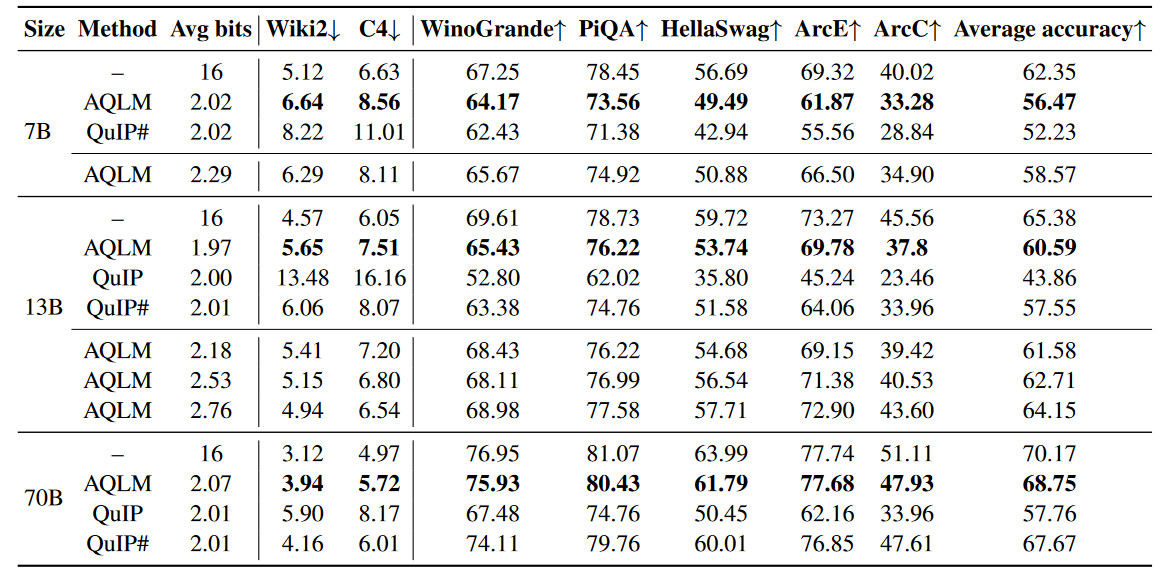 Size Method Avg bits Wiki2↓ C4↓ WinoGrande↑ PiQA↑ HellaSwag↑ ArcE↑ ArcC↑ Average accuracy↑
– 16 5.12 6.63 67.25 78.45 56.69 69.32 40.02 62.35
AQLM 2.02 6.64 8.56 64.17 73.56 49.49 61.87 33.28 56.47
7B QuIP# 2.02 8.22 11.01 62.43 71.38 42.94 55.56 28.84 52.23
AQLM 2.29 6.29 8.11 65.67 74.92 50.88 66.50 34.90 58.57
– 16 4.57 6.05 69.61 78.73 59.72 73.27 45.56 65.38
AQLM 1.97 5.65 7.51 65.43 76.22 53.74 69.78 37.8 60.59
QuIP 2.00 13.48 16.16 52.80 62.02 35.80 45.24 23.46 43.86
13B QuIP# 2.01 6.06 8.07 63.38 74.76 51.58 64.06 33.96 57.55
AQLM 2.18 5.41 7.20 68.43 76.22 54.68 69.15 39.42 61.58
AQLM 2.53 5.15 6.80 68.11 76.99 56.54 71.38 40.53 62.71
AQLM 2.76 4.94 6.54 68.98 77.58 57.71 72.90 43.60 64.15
– 16 3.12 4.97 76.95 81.07 63.99 77.74 51.11 70.17
70B AQLM 2.07 3.94 5.72 75.93 80.43 61.79 77.68 47.93 68.75
QuIP 2.01 5.90 8.17 67.48 74.76 50.45 62.16 33.96 57.76
QuIP# 2.01 4.16 6.01 74.11 79.76 60.01 76.85 47.61 67.67